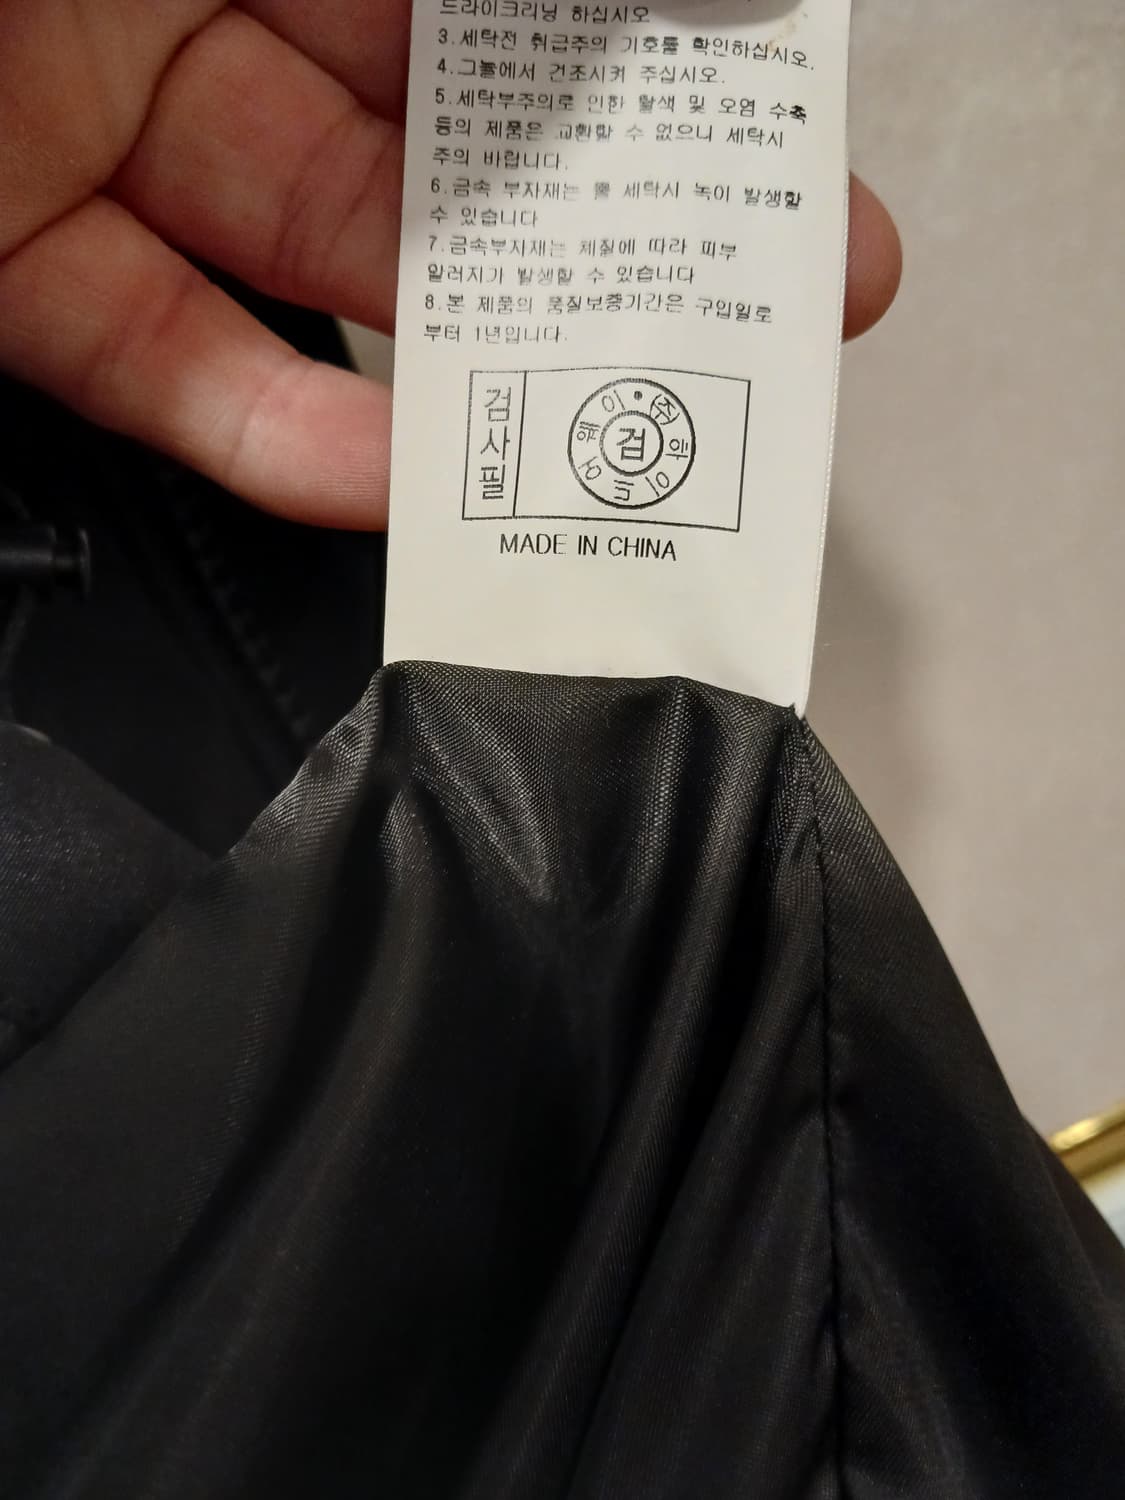 드라이크리닝 하십시오
3.세탁전 취급주의 기호를 확인하십시오.
4.그늘에서 건조시켜 주십시오.
5.세탁부주의로 인한 탈색 및 오염 수축
등의 제품은 교환할 수 없으니 세탁시
주의 바랍니다.
6.금속 부자재는 물 세탁시 녹이 발생할
수 있습니다
7.금속부자재는 체질에 따라 피부
알러지가 발생할 수 있습니다
8.본 제품의 품질보증기간은 구입일로
부터 1년입니다.
검사필
검
MADE IN CHINA